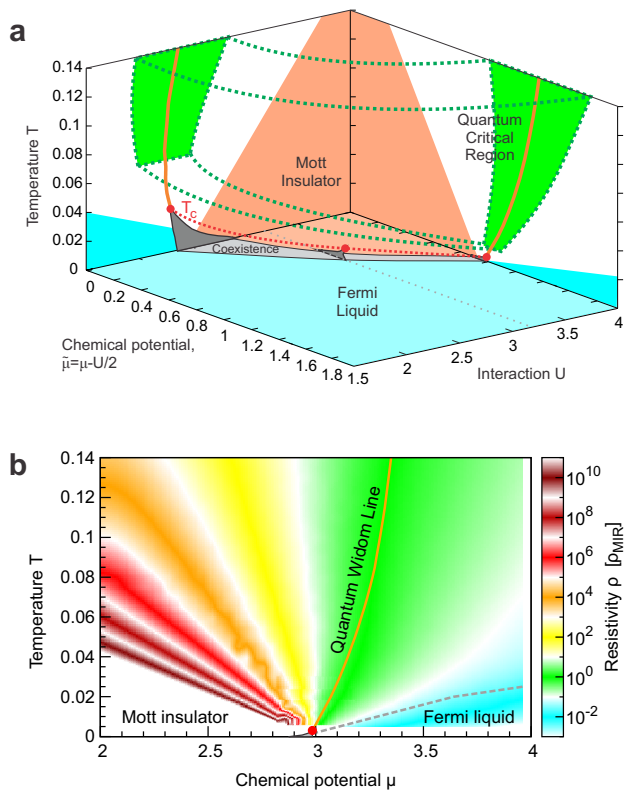 a
0.14
0.12
0.1
0.08
0.06
0.04
0.02
0
Temperature T
Mott
Insulator
Quantum
Critical
Region
Tc
Coexistence
Fermi
Liquid
0
0.2
0.4
0.6
0.8
1
1.2
1.4
1.6
1.8
1.5
2
2.5
3
3.5
4
Chemical potential,
μ̃=μ-U/2
Interaction U
b
0.14
0.12
0.1
0.08
0.06
0.04
0.02
0
Temperature T
Quantum Widom Line
Mott insulator
Fermi liquid
2
2.5
3
3.5
4
Chemical potential μ
10^10
10^8
10^6
10^4
10^2
10^0
10^-2
Resistivity ρ [ρMIR]